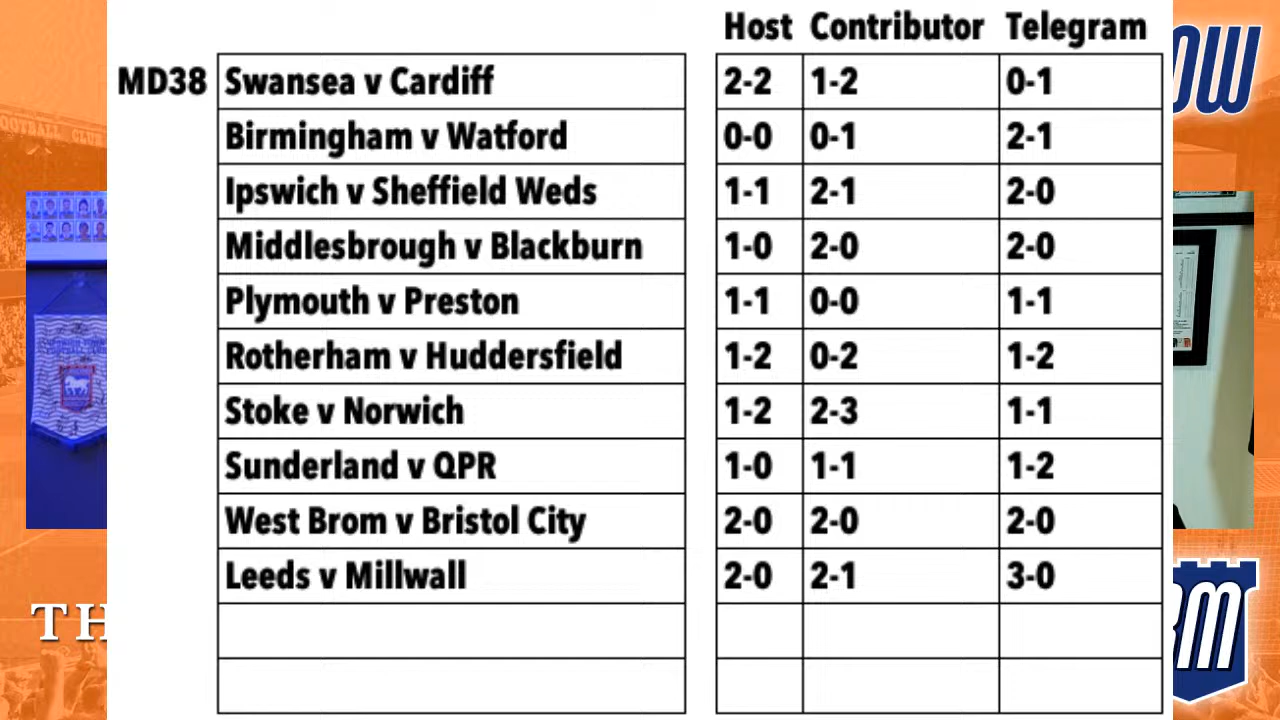 Host Contributor Telegram
MD38 Swansea v Cardiff 2-2 1-2 0-1
Birmingham v Watford 0-0 0-1 2-1
Ipswich v Sheffield Weds 1-1 2-1 2-0
Middlesbrough v Blackburn 1-0 2-0 2-0
Plymouth v Preston 1-1 0-0 1-1
Rotherham v Huddersfield 1-2 0-2 1-2
Stoke v Norwich 1-2 2-3 1-1
Sunderland v QPR 1-0 1-1 1-2
West Brom v Bristol City 2-0 2-0 2-0
Leeds v Millwall 2-0 2-1 3-0
OW
TH
RM